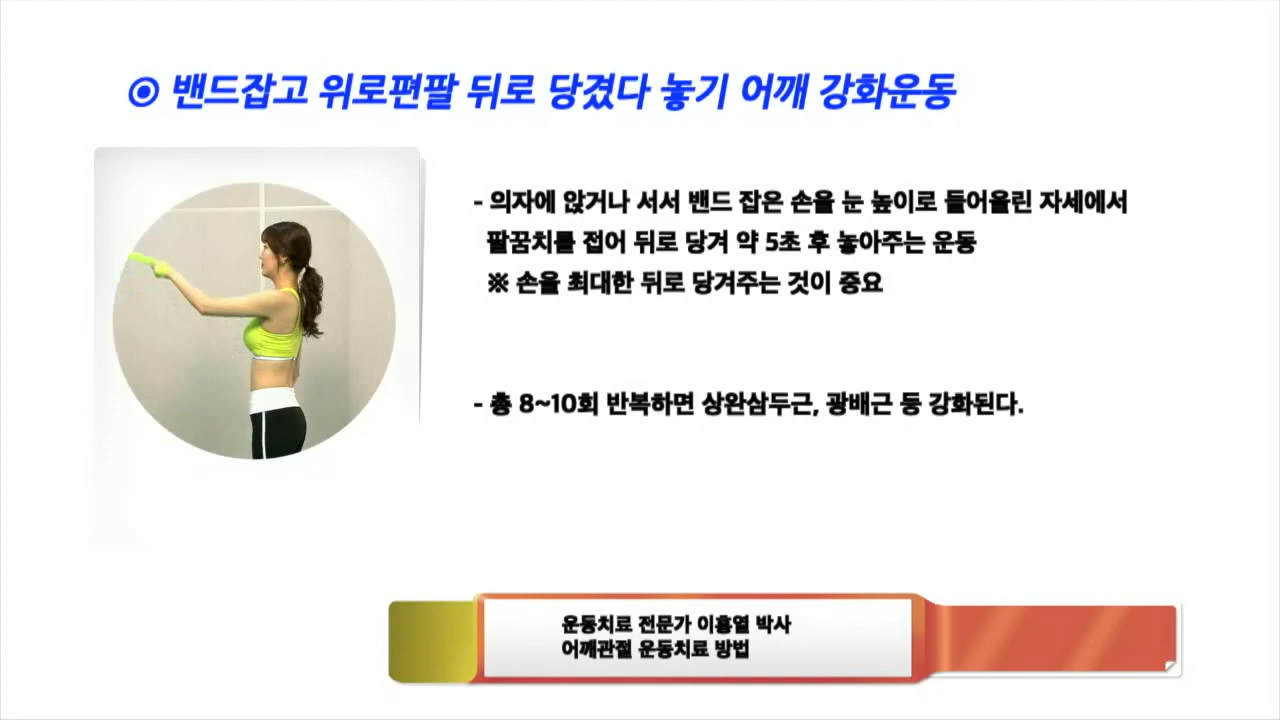 ◉ 밴드잡고 위로편팔 뒤로 당겼다 놓기 어깨 강화운동
- 의자에 앉거나 서서 밴드 잡은 손을 눈 높이로 들어올린 자세에서
팔꿈치를 접어 뒤로 당겨 약 5초 후 놓아주는 운동
※ 손을 최대한 뒤로 당겨주는 것이 중요
- 총 8~10회 반복하면 상완삼두근, 광배근 등 강화된다.
운동치료 전문가 이흥열 박사
어깨관절 운동치료 방법